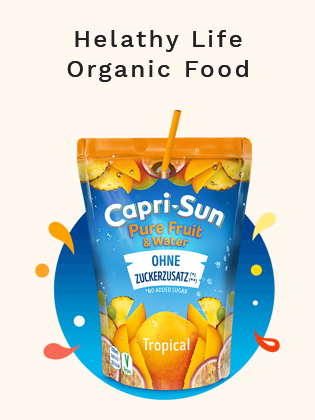 Helathy Life
Organic Food
Capri-Sun
Pure Fruit
& Water
OHNE
ZUCKERZUSATZ
*NO ADDED SUGAR
Tropical